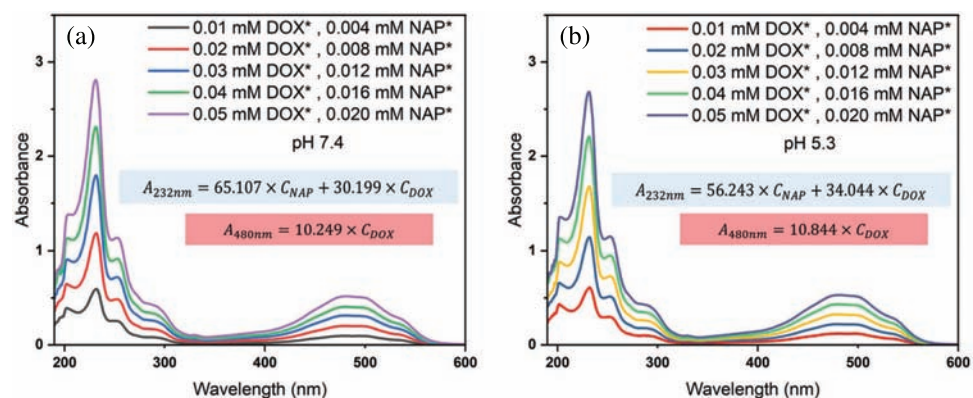 (a)
0.01 mM DOX* , 0.004 mM NAP*
0.02 mM DOX* , 0.008 mM NAP*
0.03 mM DOX* , 0.012 mM NAP*
0.04 mM DOX* , 0.016 mM NAP*
0.05 mM DOX* , 0.020 mM NAP*
pH 7.4
A232nm = 65.107 × CNAP + 30.199 × CDOX
A480nm = 10.249 × CDOX
Absorbance
3
2
1
0
200 300 400 500 600
Wavelength (nm)
(b)
0.01 mM DOX* , 0.004 mM NAP*
0.02 mM DOX* , 0.008 mM NAP*
0.03 mM DOX* , 0.012 mM NAP*
0.04 mM DOX* , 0.016 mM NAP*
0.05 mM DOX* , 0.020 mM NAP*
pH 5.3
A232nm = 56.243 × CNAP + 34.044 × CDOX
A480nm = 10.844 × CDOX
Absorbance
3
2
1
0
200 300 400 500 600
Wavelength (nm)